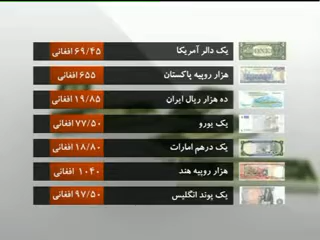 یک دالر آمریکا ۶۹/۴۵ افغانی
هزار روپیه پاکستان ۶۵۵ افغانی
ده هزار ریال ایران ۱۹/۸۵ افغانی
یک یورو ۷۷/۵۰ افغانی
یک درهم امارات ۱۸/۸۰ افغانی
هزار روپیه هند ۱۰۴۰ افغانی
یک پوند انگلیس ۹۷/۵۰ افغانی